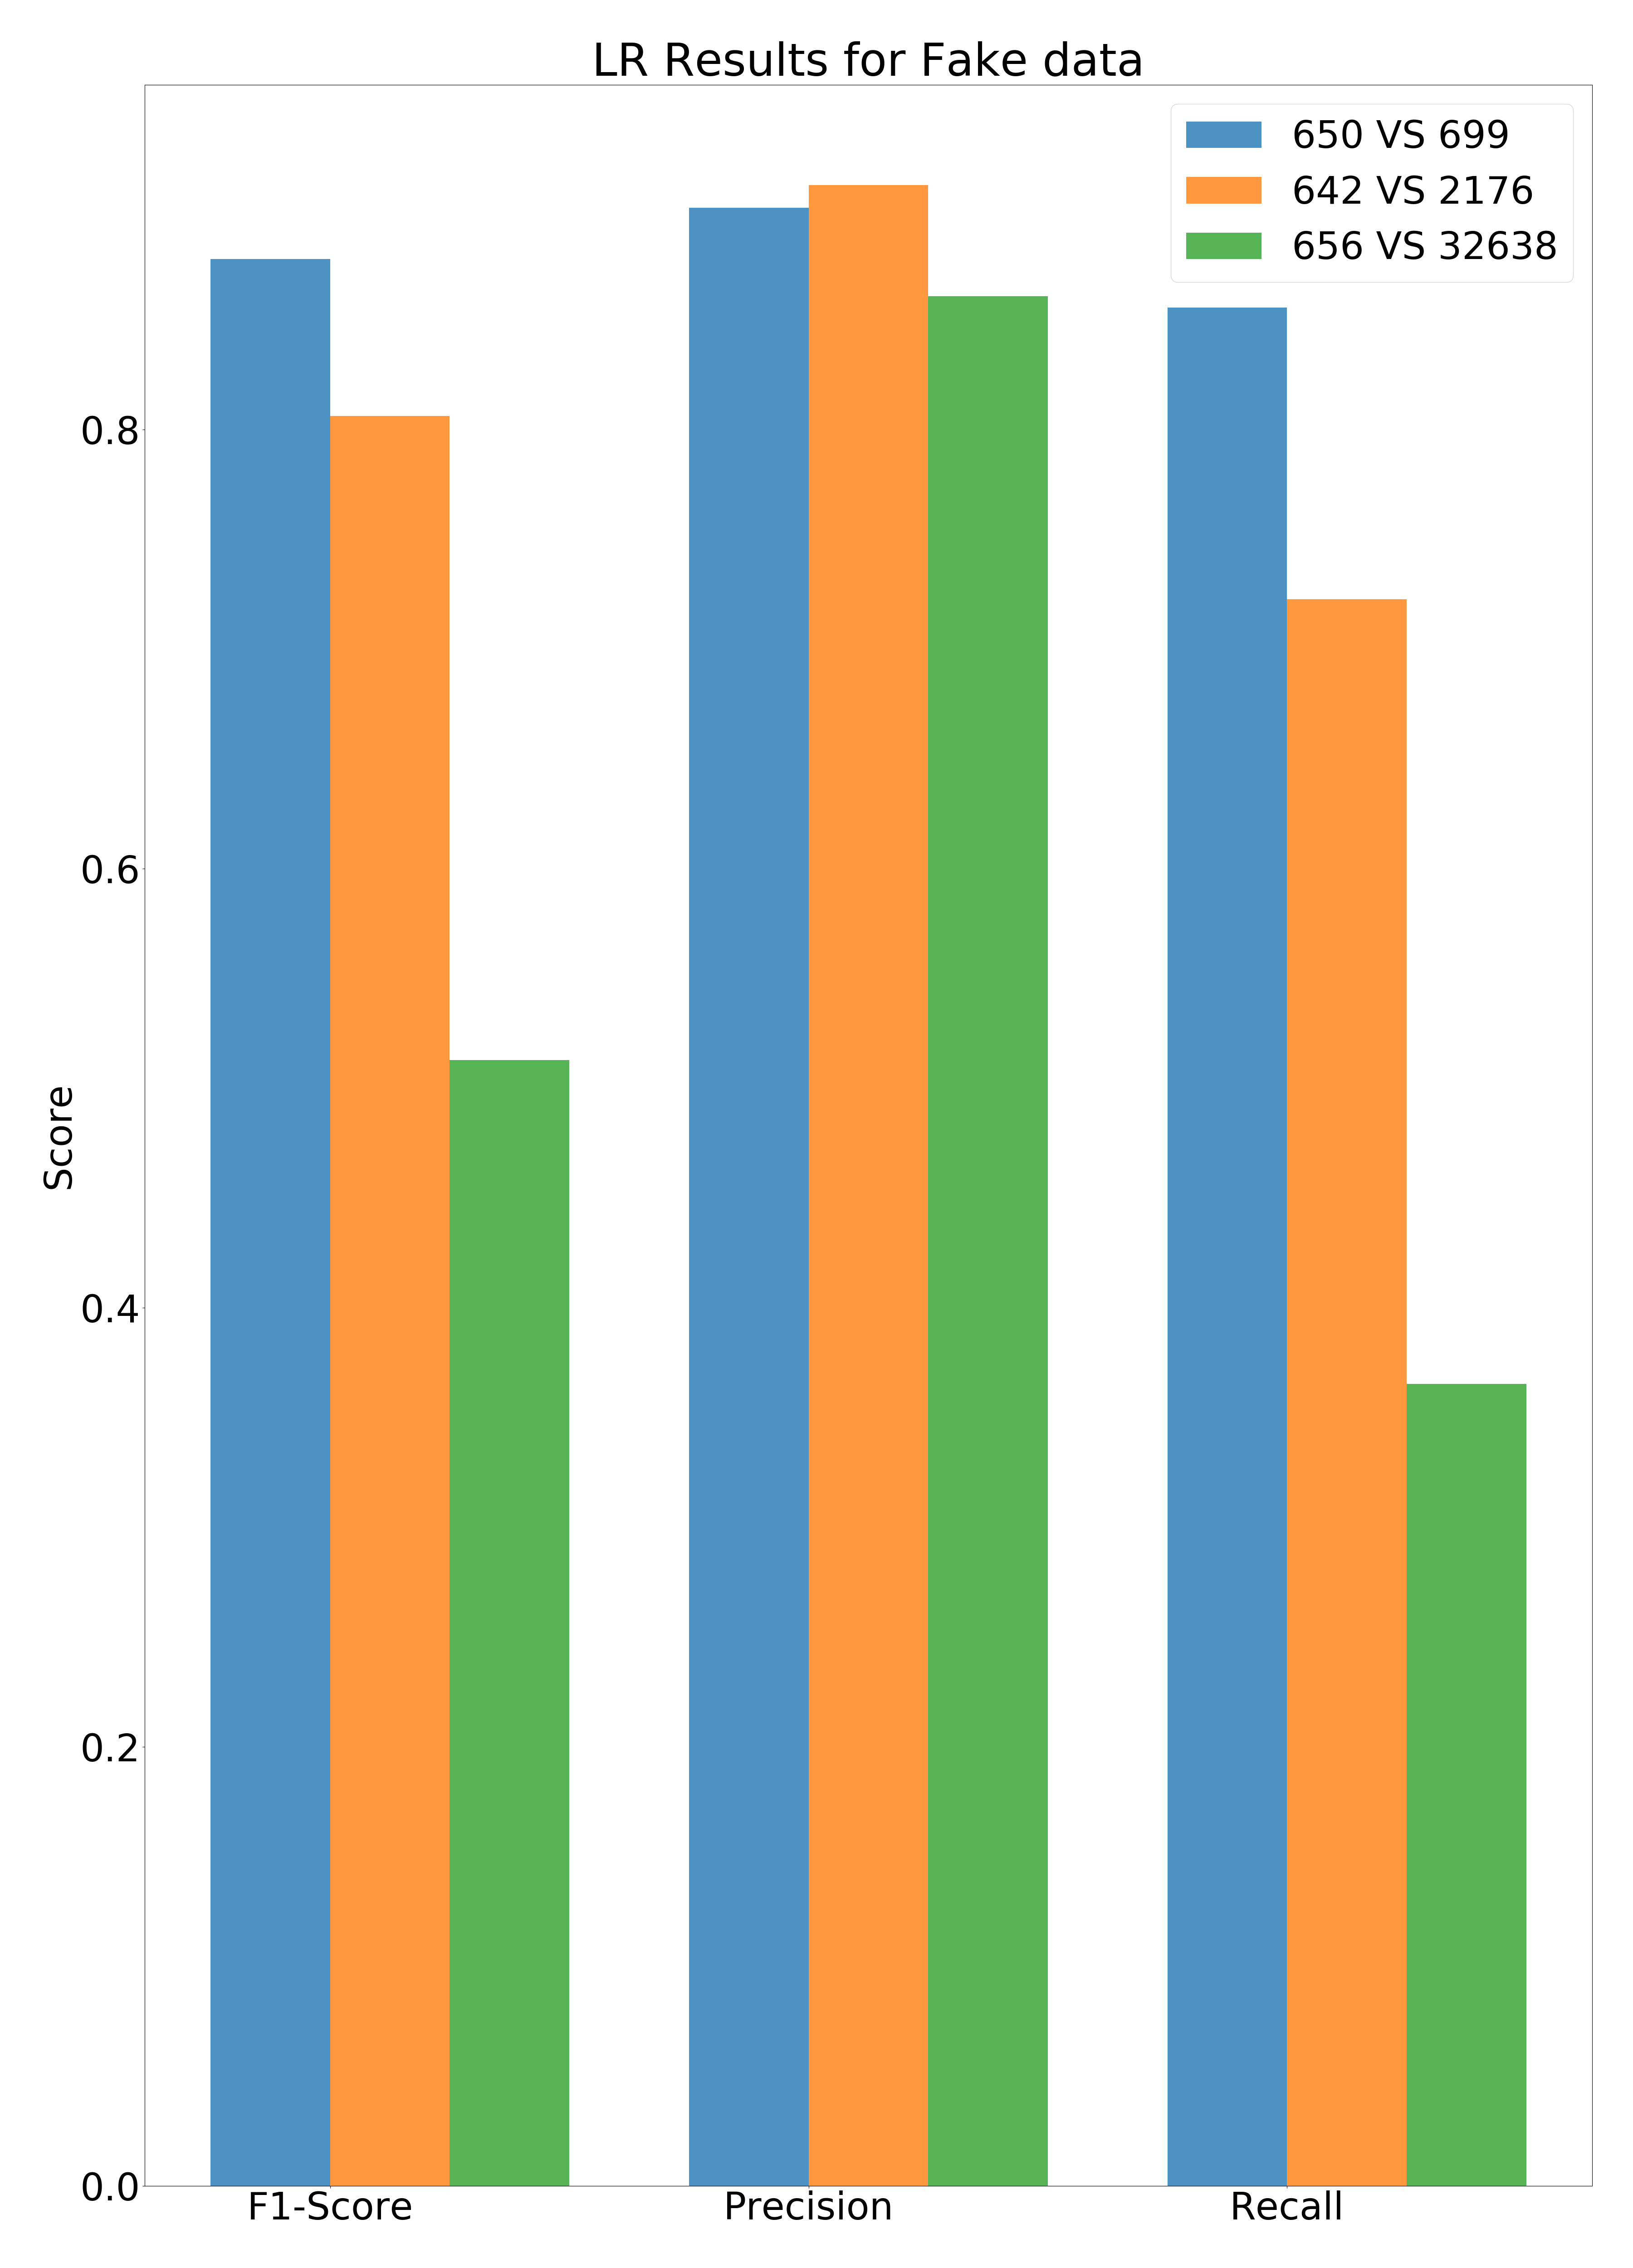 LR Results for Fake data
650 VS 699
642 VS 2176
656 VS 32638
Score
0.8
0.6
0.4
0.2
0.0
F1-Score
Precision
Recall